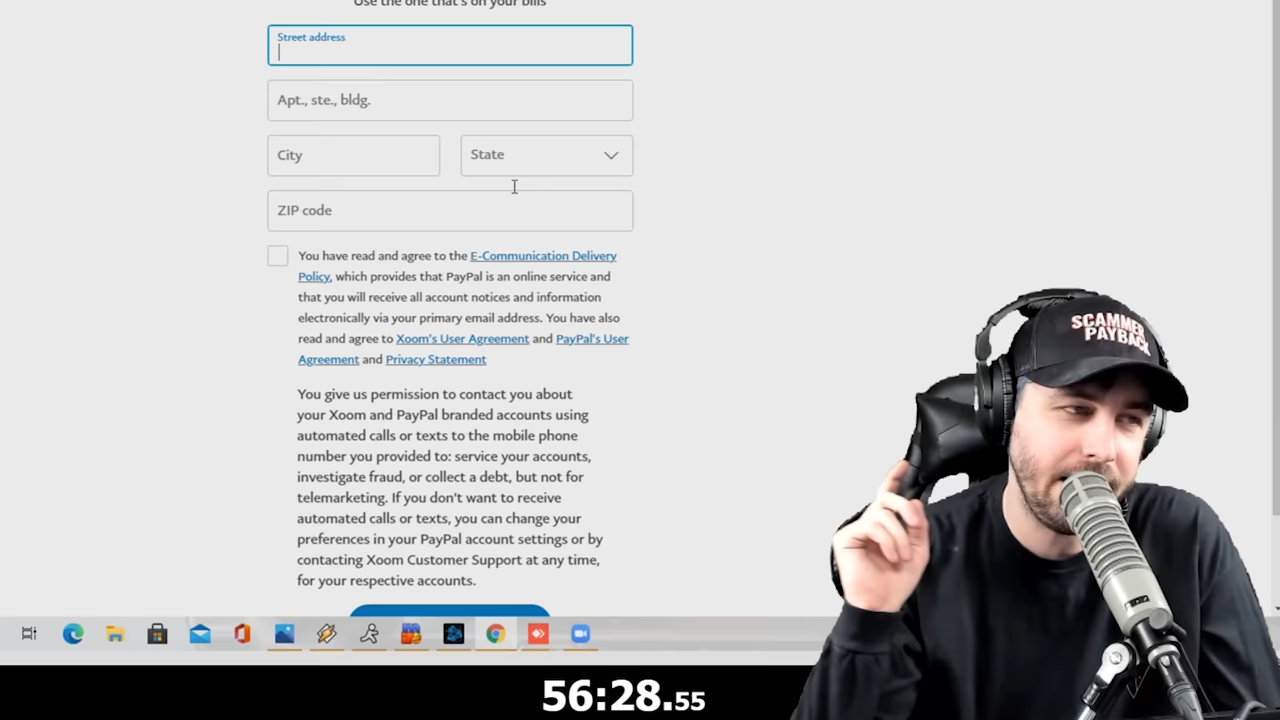 Use the one that's on your bills
Street address
Apt., ste., bldg.
City
State
ZIP code
You have read and agree to the E-Communication Delivery
Policy, which provides that PayPal is an online service and
that you will receive all account notices and information
electronically via your primary email address. You have also
read and agree to Xoom's User Agreement and PayPal's User
Agreement and Privacy Statement
You give us permission to contact you about
your Xoom and PayPal branded accounts using
automated calls or texts to the mobile phone
number you provided to: service your accounts,
investigate fraud, or collect a debt, but not for
telemarketing. If you don't want to receive
automated calls or texts, you can change your
preferences in your PayPal account settings or by
contacting Xoom Customer Support at any time,
for your respective accounts.
SCAMMER
PAYBACK
56:28.55